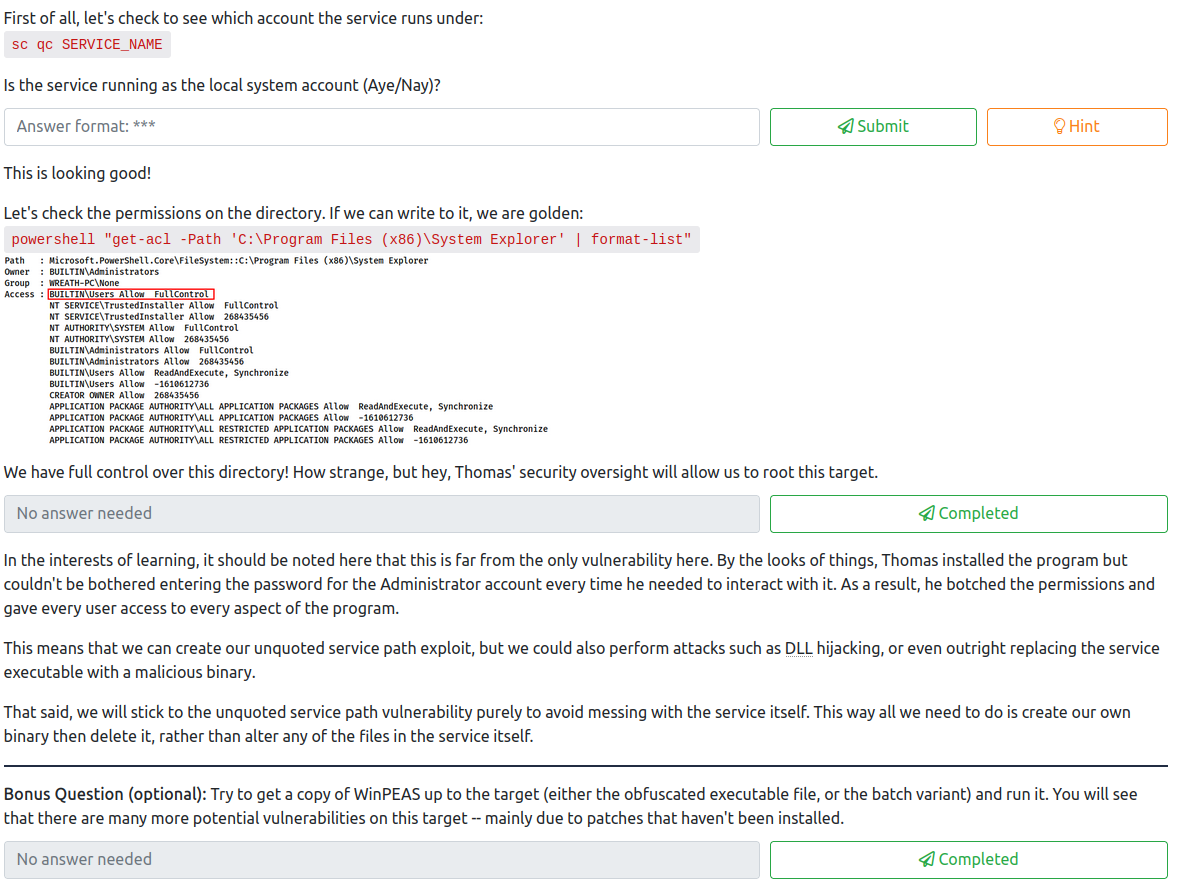 First of all, let's check to see which account the service runs under:
sc qc SERVICE_NAME
Is the service running as the local system account (Aye/Nay)?
Answer format: ***
Submit
Hint
This is looking good!
Let's check the permissions on the directory. If we can write to it, we are golden:
powershell "get-acl -Path 'C:\Program Files (x86)\System Explorer' | format-list"
Path : Microsoft.PowerShell.Core\FileSystem::C:\Program Files (x86)\System Explorer
Owner : BUILTIN\Administrators
Group : WREATH-PC\None
Access : BUILTIN\Users Allow FullControl
NT SERVICE\TrustedInstaller Allow FullControl
NT SERVICE\TrustedInstaller Allow 268435456
NT AUTHORITY\SYSTEM Allow FullControl
NT AUTHORITY\SYSTEM Allow 268435456
BUILTIN\Administrators Allow FullControl
BUILTIN\Administrators Allow 268435456
BUILTIN\Users Allow ReadAndExecute, Synchronize
BUILTIN\Users Allow -1610612736
CREATOR OWNER Allow 268435456
APPLICATION PACKAGE AUTHORITY\ALL APPLICATION PACKAGES Allow ReadAndExecute, Synchronize
APPLICATION PACKAGE AUTHORITY\ALL APPLICATION PACKAGES Allow -1610612736
APPLICATION PACKAGE AUTHORITY\ALL RESTRICTED APPLICATION PACKAGES Allow ReadAndExecute, Synchronize
APPLICATION PACKAGE AUTHORITY\ALL RESTRICTED APPLICATION PACKAGES Allow -1610612736
We have full control over this directory! How strange, but hey, Thomas' security oversight will allow us to root this target.
No answer needed
Completed
In the interests of learning, it should be noted here that this is far from the only vulnerability here. By the looks of things, Thomas installed the program but
couldn't be bothered entering the password for the Administrator account every time he needed to interact with it. As a result, he botched the permissions and
gave every user access to every aspect of the program.
This means that we can create our unquoted service path exploit, but we could also perform attacks such as DLL hijacking, or even outright replacing the service
executable with a malicious binary.
That said, we will stick to the unquoted service path vulnerability purely to avoid messing with the service itself. This way all we need to do is create our own
binary then delete it, rather than alter any of the files in the service itself.
Bonus Question (optional): Try to get a copy of WinPEAS up to the target (either the obfuscated executable file, or the batch variant) and run it. You will see
that there are many more potential vulnerabilities on this target -- mainly due to patches that haven't been installed.
No answer needed
Completed